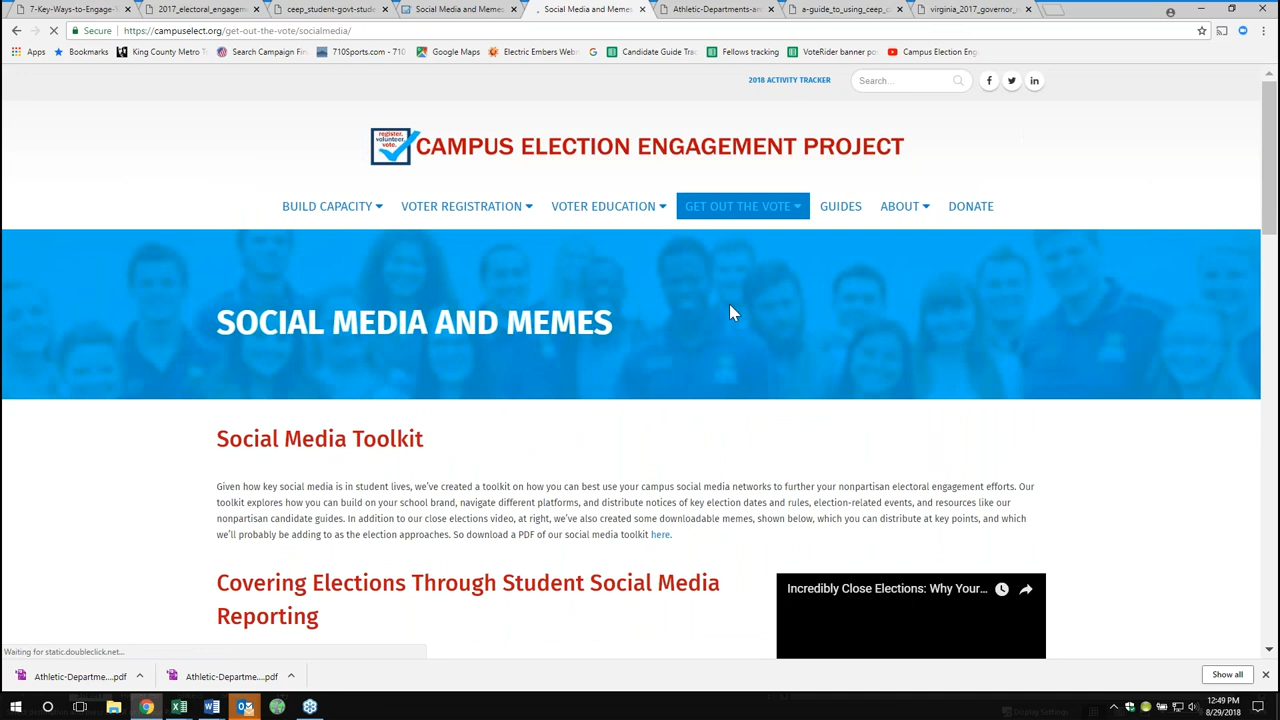 7-Key-Ways-to-Engage-
2017_electoral_engagem
ceep_student-govt-stude
Social Media and Memes
Social Media and Memes
Athletic-Departments-an
a-guide_to_using_ceep_c
virginia_2017_governor_
Secure https://campuselect.org/get-out-the-vote/socialmedia/
Apps Bookmarks King County Metro T Search Campaign Fin 710Sports.com - 710 Google Maps Electric Embers Web Candidate Guide Trac Fellows tracking VoteRider banner po Campus Election Eng
2018 ACTIVITY TRACKER Search...
register.
volunteer.
vote.
CAMPUS ELECTION ENGAGEMENT PROJECT
BUILD CAPACITY VOTER REGISTRATION VOTER EDUCATION GET OUT THE VOTE GUIDES ABOUT DONATE
SOCIAL MEDIA AND MEMES
Social Media Toolkit
Given how key social media is in student lives, we've created a toolkit on how you can best use your campus social media networks to further your nonpartisan electoral engagement efforts. Our
toolkit explores how you can build on your school brand, navigate different platforms, and distribute notices of key election dates and rules, election-related events, and resources like our
nonpartisan candidate guides. In addition to our close elections video, at right, we've also created some downloadable memes, shown below, which you can distribute at key points, and which
we'll probably be adding to as the election approaches. So download a PDF of our social media toolkit here.
Covering Elections Through Student Social Media
Reporting
Incredibly Close Elections: Why Your...
Waiting for static.doubleclick.net...
Athletic-Departme....pdf
Athletic-Departme....pdf
Show all
12:49 PM
8/29/2018